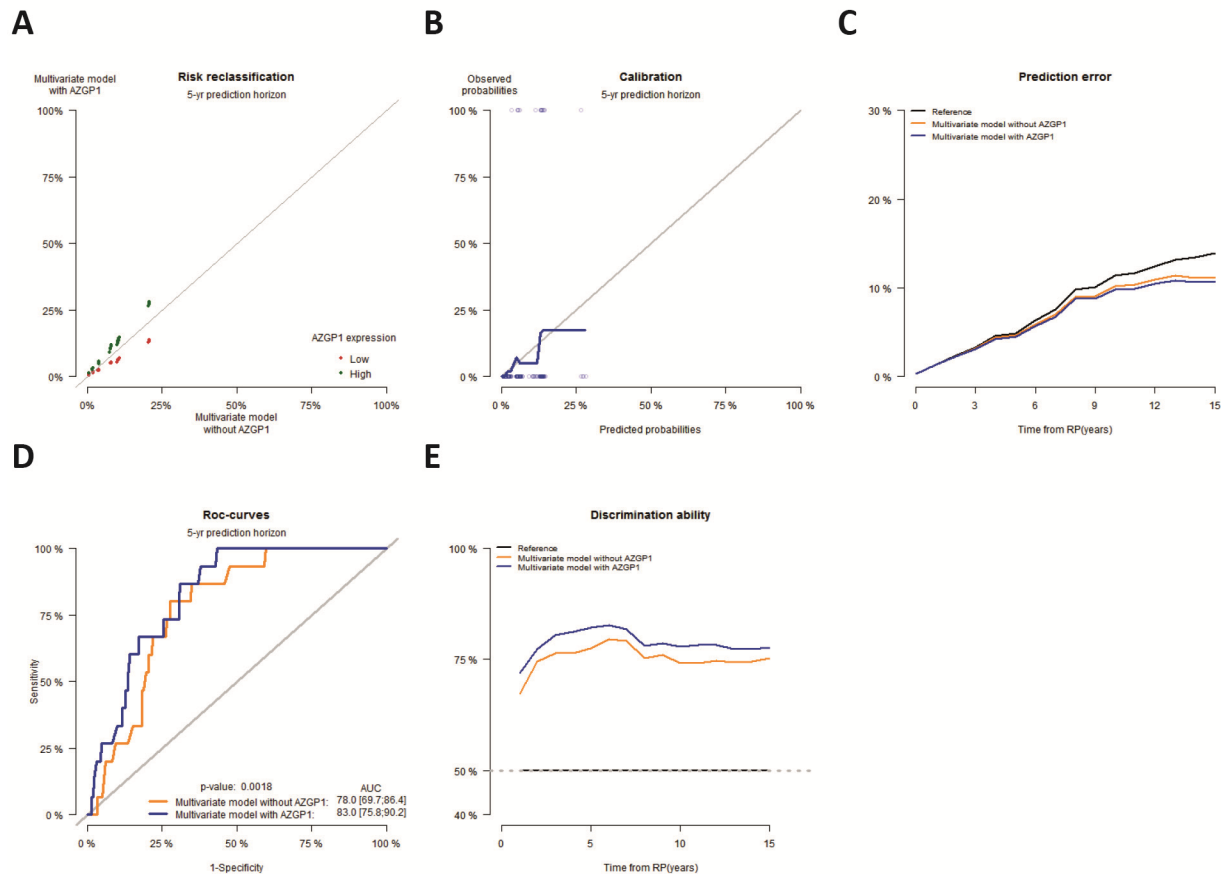 A
Multivariate model
with AZGP1
Risk reclassification
5-yr prediction horizon
100%
75%
50%
25%
0 %
AZGP1 expression
Low
High
0%
25%
50%
75%
100 %
Multivariate model
without AZGP1
B
Observed
probabilities
Calibration
5-yr prediction horizon
100%
75%
50%
25%
0 %
0 %
25 %
50 %
75 %
100 %
Predicted probabilities
C
Prediction error
30 %
20 %
10 %
0 %
Reference
Multivariate model without AZGP1
Multivariate model with AZGP1
0
3
6
9
12
15
Time from RP(years)
D
Roc-curves
5-yr prediction horizon
100 %
75%
50%
25%
0 %
Sensitivity
p-value: 0.0018
AUC
Multivariate model without AZGP1: 78.0 [69.7;86.4]
Multivariate model with AZGP1: 83.0 [75.8;90.2]
0 %
25 %
50 %
75 %
100 %
1-Specificity
E
Discrimination ability
100 %
75%
50 %
40 %
Reference
Multivariate model without AZGP1
Multivariate model with AZGP1
0
5
10
15
Time from RP(years)